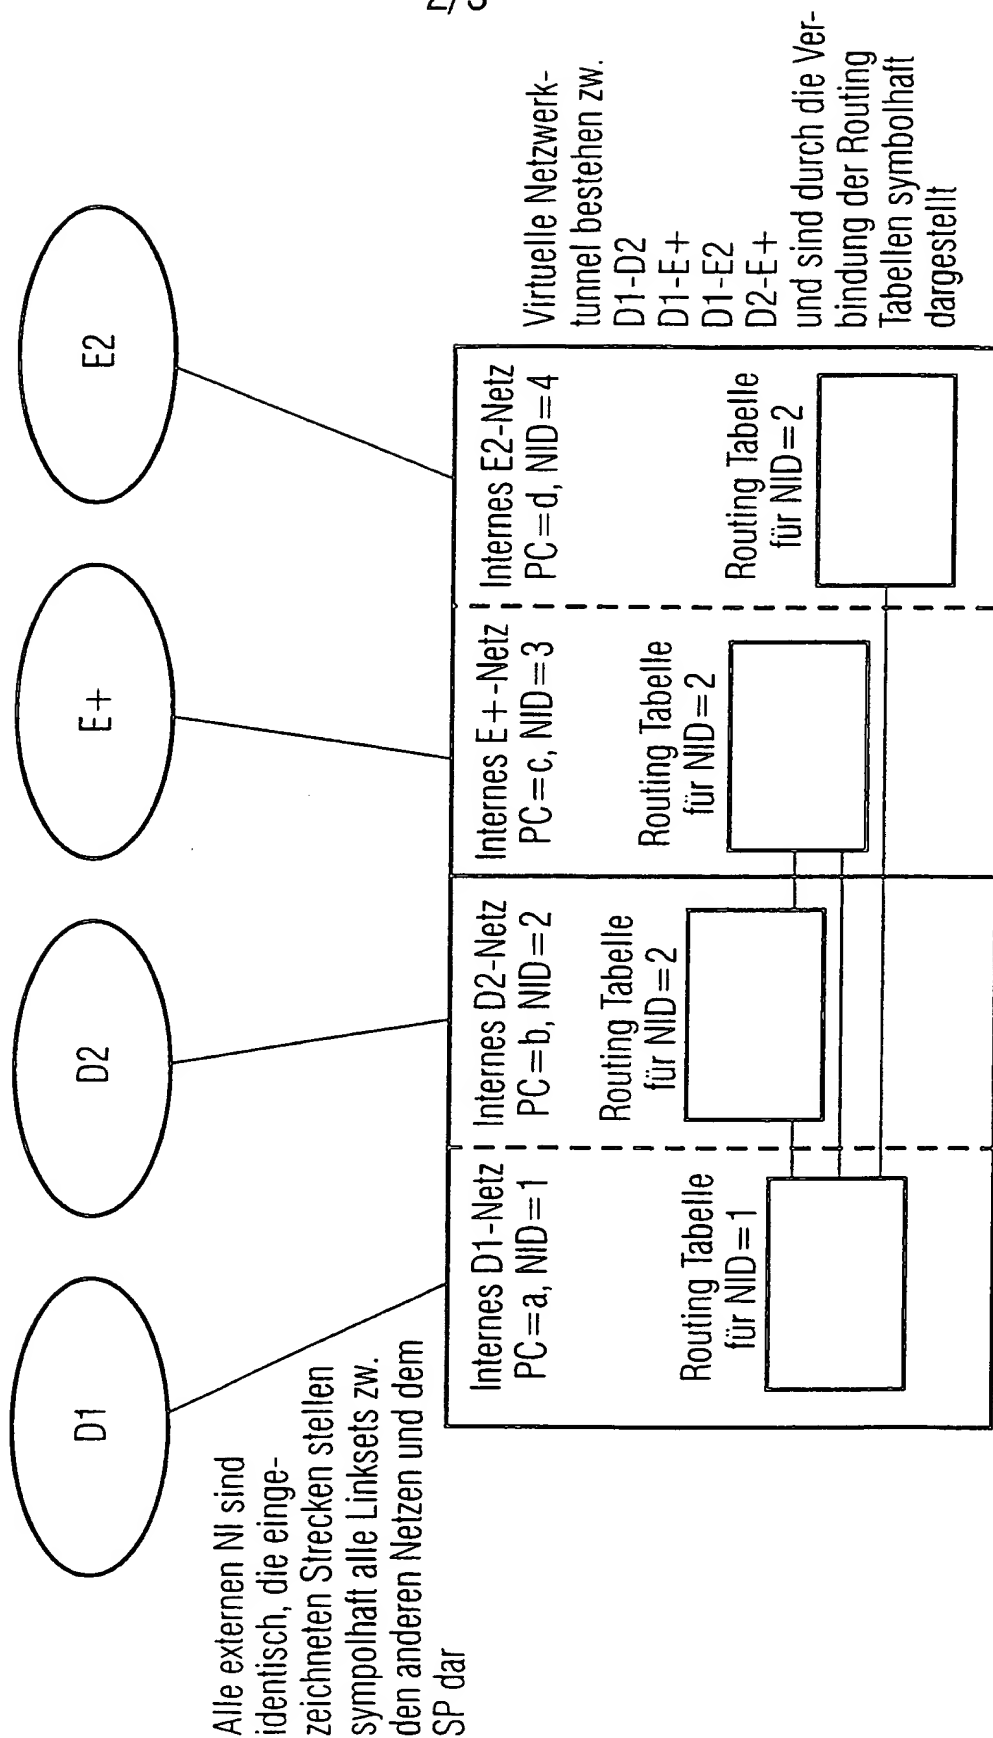 2/3
D1
D2
E+
E2
Alle externen NI sind
identisch, die einge-
zeichneten Strecken stellen
sympolhaft alle Linksets zw.
den anderen Netzen und dem
SP dar
Internes D1-Netz
PC=a, NID=1
Routing Tabelle
für NID=1
Internes D2-Netz
PC=b, NID=2
Routing Tabelle
für NID=2
Internes E+-Netz
PC=c, NID=3
Routing Tabelle
für NID=2
Internes E2-Netz
PC=d, NID=4
Routing Tabelle
für NID=2
Virtuelle Netzwerk-
tunnel bestehen zw.
D1-D2
D1-E+
D1-E2
D2-E+
und sind durch die Ver-
bindung der Routing
Tabellen symbolhaft
dargestellt